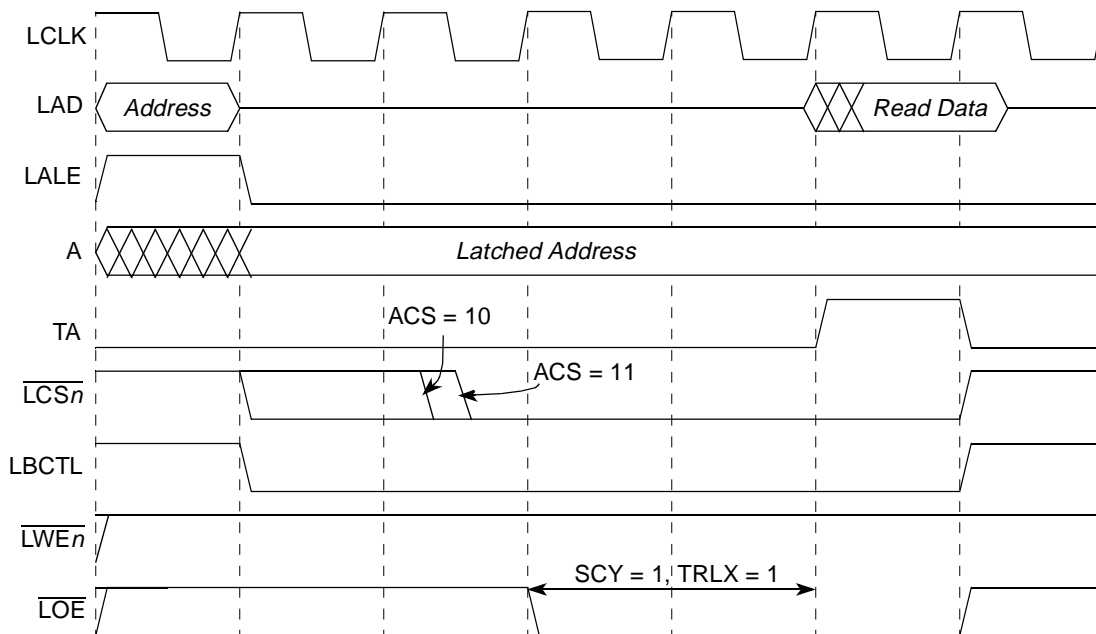 LCLK
LAD
Address
Read Data
LALE
A
Latched Address
TA
ACS = 10
ACS = 11
LCSn
LBCTL
LWEn
SCY = 1, TRLX = 1
LOE